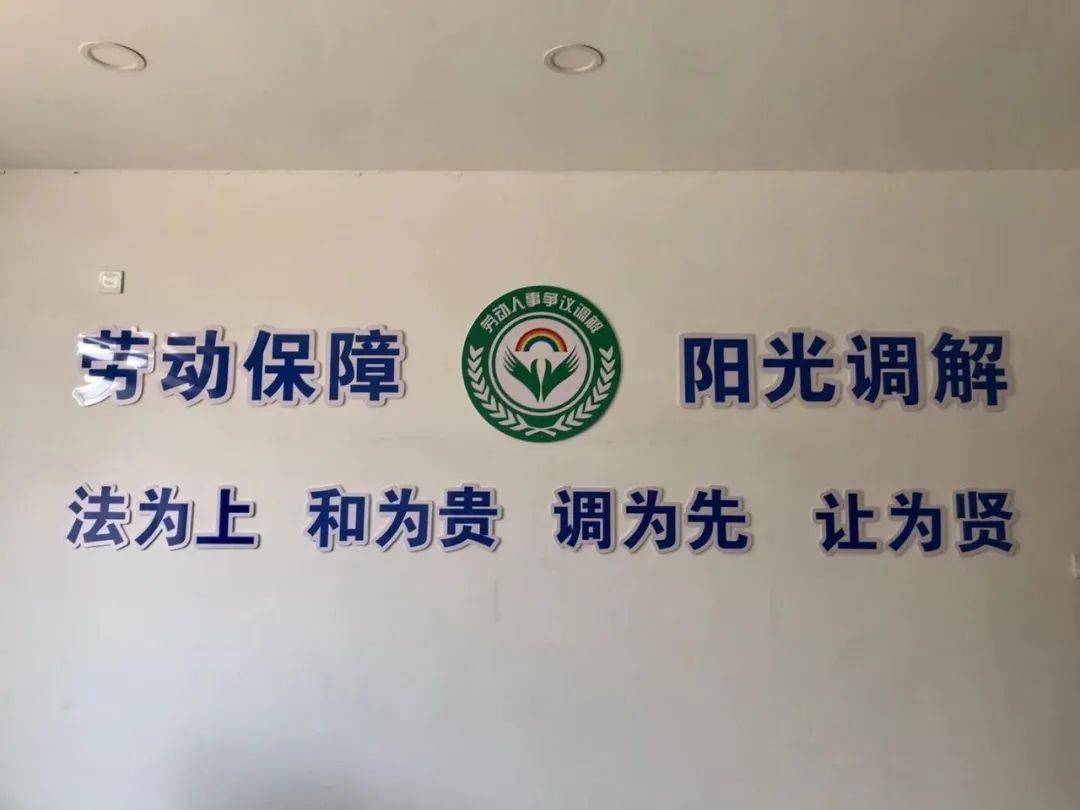 劳动人事争议调解
劳动保障 阳光调解
法为上 和为贵 调为先 让为贤